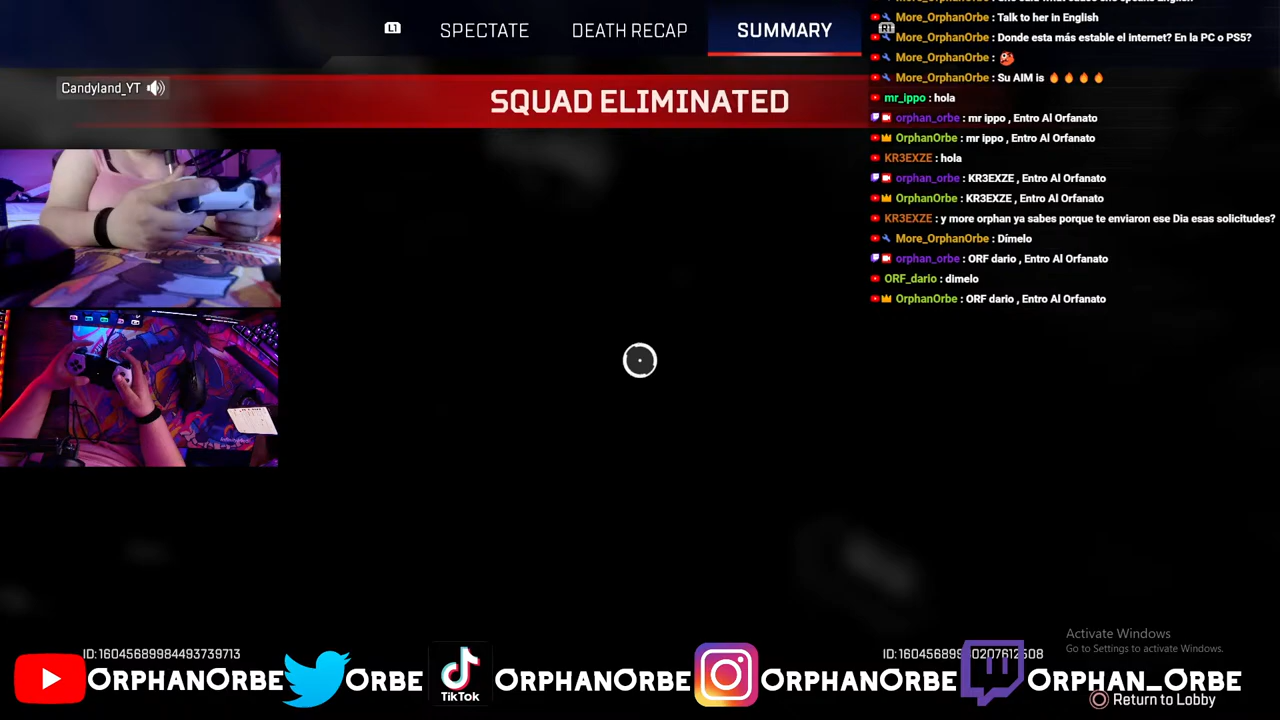 L1 SPECTATE DEATH RECAP SUMMARY
SQUAD ELIMINATED
Candyland_YT
More_OrphanOrbe : Talk to her in English
More_OrphanOrbe : Donde esta más estable el Internet? En la PC o PS5?
More_OrphanOrbe :
More_OrphanOrbe : Su AIM is 🔥🔥🔥🔥
mr_ippo : hola
orphan_orbe : mr ippo , Entro Al Orfanato
OrphanOrbe : mr ippo , Entro Al Orfanato
KR3EXZE : hola
orphan_orbe : KR3EXZE , Entro Al Orfanato
OrphanOrbe : KR3EXZE , Entro Al Orfanato
KR3EXZE : y more orphan ya sabes porque te enviaron ese Dia esas solicitudes?
More_OrphanOrbe : Dímelo
orphan_orbe : ORF dario , Entro Al Orfanato
ORF_dario : dimelo
OrphanOrbe : ORF dario , Entro Al Orfanato
Activate Windows
Go to Settings to activate Windows.
ID: 16045689984493739713
OrphanOrbe
Orbe
TikTok
OrphanOrbe
OrphanOrbe
Orphan_Orbe
Return to Lobby